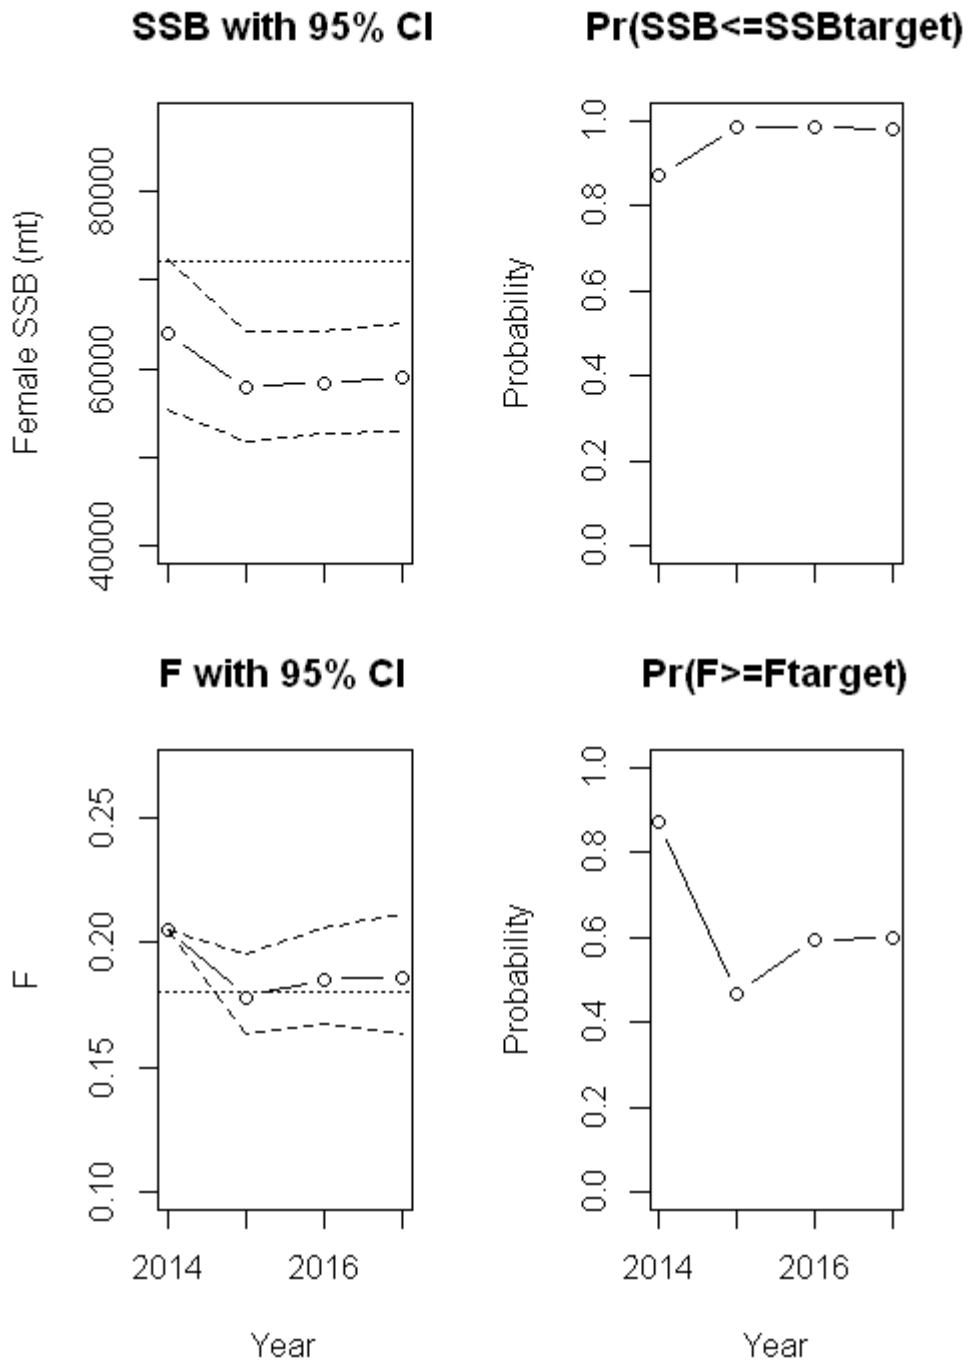 SSB with 95% CI
Pr(SSB<=SSBtarget)
Female SSB (mt)
80000
60000
40000
Probability
1.0
0.8
0.6
0.4
0.2
0.0
F with 95% CI
Pr(F>=Ftarget)
F
0.25
0.20
0.15
0.10
2014
2016
Year
Probability
1.0
0.8
0.6
0.4
0.2
0.0
2014
2016
Year